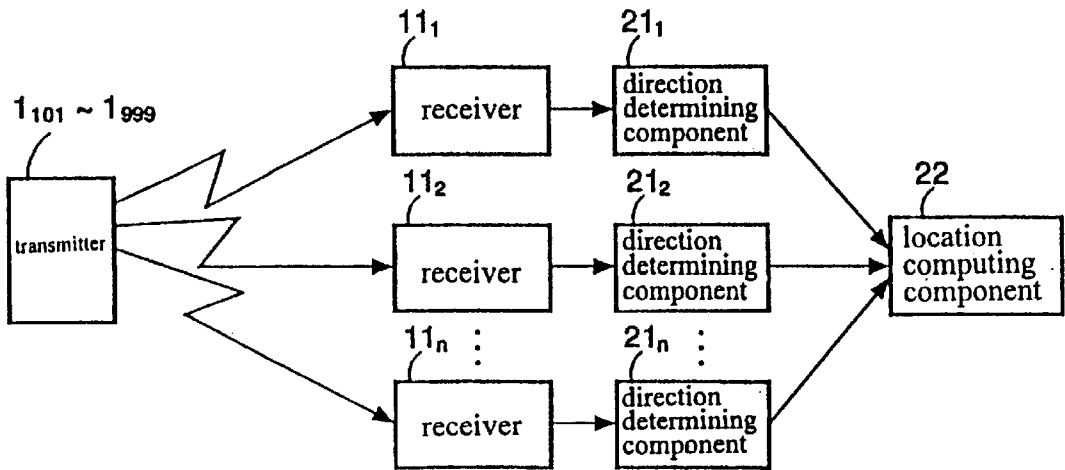 1₁₀₁ ~ 1₉₉₉
transmitter
11₁
receiver
21₁
direction
determining
component
11₂
receiver
21₂
direction
determining
component
22
location
computing
component
11ₙ
receiver
21ₙ
direction
determining
component